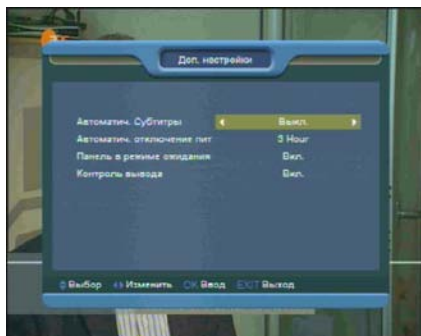 Доп. настройки
Автоматич. Субтитры Выкл.
Автоматич. отключение пит 3 Hour
Панель в режиме ожидания Вкл.
Контроль вывода Вкл.
Выбор Изменить OK Ввод EXIT Выход